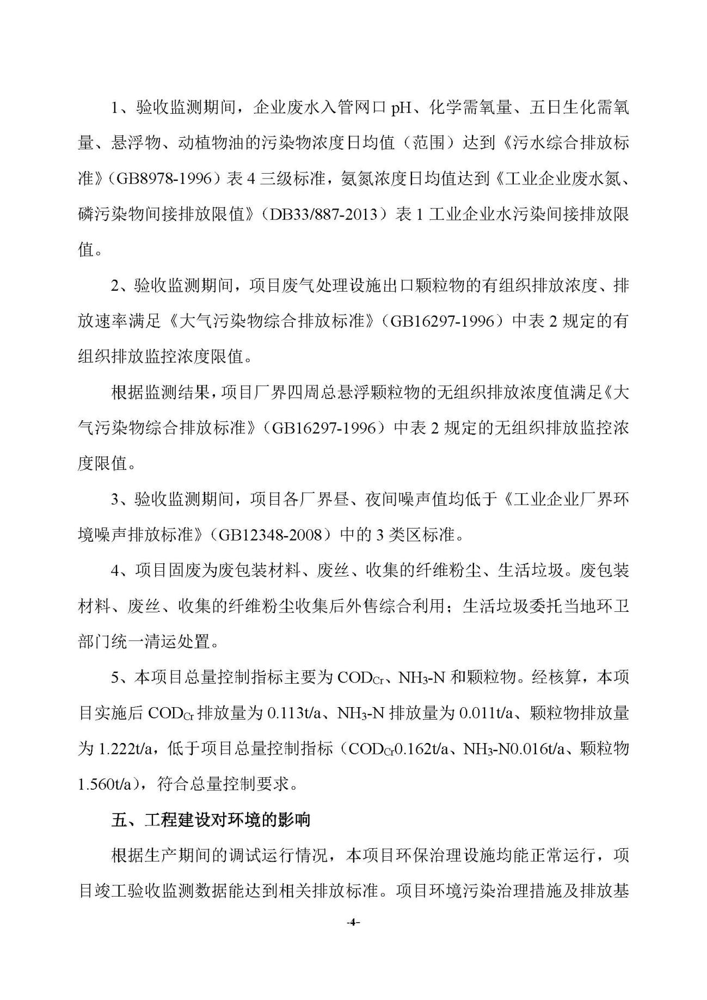 1、验收监测期间，企业废水入管网口 pH、化学需氧量、五日生化需氧
量、悬浮物、动植物油的污染物浓度日均值（范围）达到《污水综合排放标
准》（GB8978-1996）表 4 三级标准，氨氮浓度日均值达到《工业企业废水氮、
磷污染物间接排放限值》（DB33/887-2013）表 1 工业企业水污染间接排放限
值。
2、验收监测期间，项目废气处理设施出口颗粒物的有组织排放浓度、排
放速率满足《大气污染物综合排放标准》（GB16297-1996）中表 2 规定的有
组织排放监控浓度限值。
根据监测结果，项目厂界四周总悬浮颗粒物的无组织排放浓度值满足《大
气污染物综合排放标准》（GB16297-1996）中表 2 规定的无组织排放监控浓
度限值。
3、验收监测期间，项目各厂界昼、夜间噪声值均低于《工业企业厂界环
境噪声排放标准》（GB12348-2008）中的 3 类区标准。
4、项目固废为废包装材料、废丝、收集的纤维粉尘、生活垃圾。废包装
材料、废丝、收集的纤维粉尘收集后外售综合利用；生活垃圾委托当地环卫
部门统一清运处置。
5、本项目总量控制指标主要为 CODCr、NH3-N 和颗粒物。经核算，本项
目实施后 CODCr 排放量为 0.113t/a、NH3-N 排放量为 0.011t/a、颗粒物排放量
为 1.222t/a，低于项目总量控制指标（CODCr0.162t/a、NH3-N0.016t/a、颗粒物
1.560t/a），符合总量控制要求。
五、工程建设对环境的影响
根据生产期间的调试运行情况，本项目环保治理设施均能正常运行，项
目竣工验收监测数据能达到相关排放标准。项目环境污染治理措施及排放基
-4-